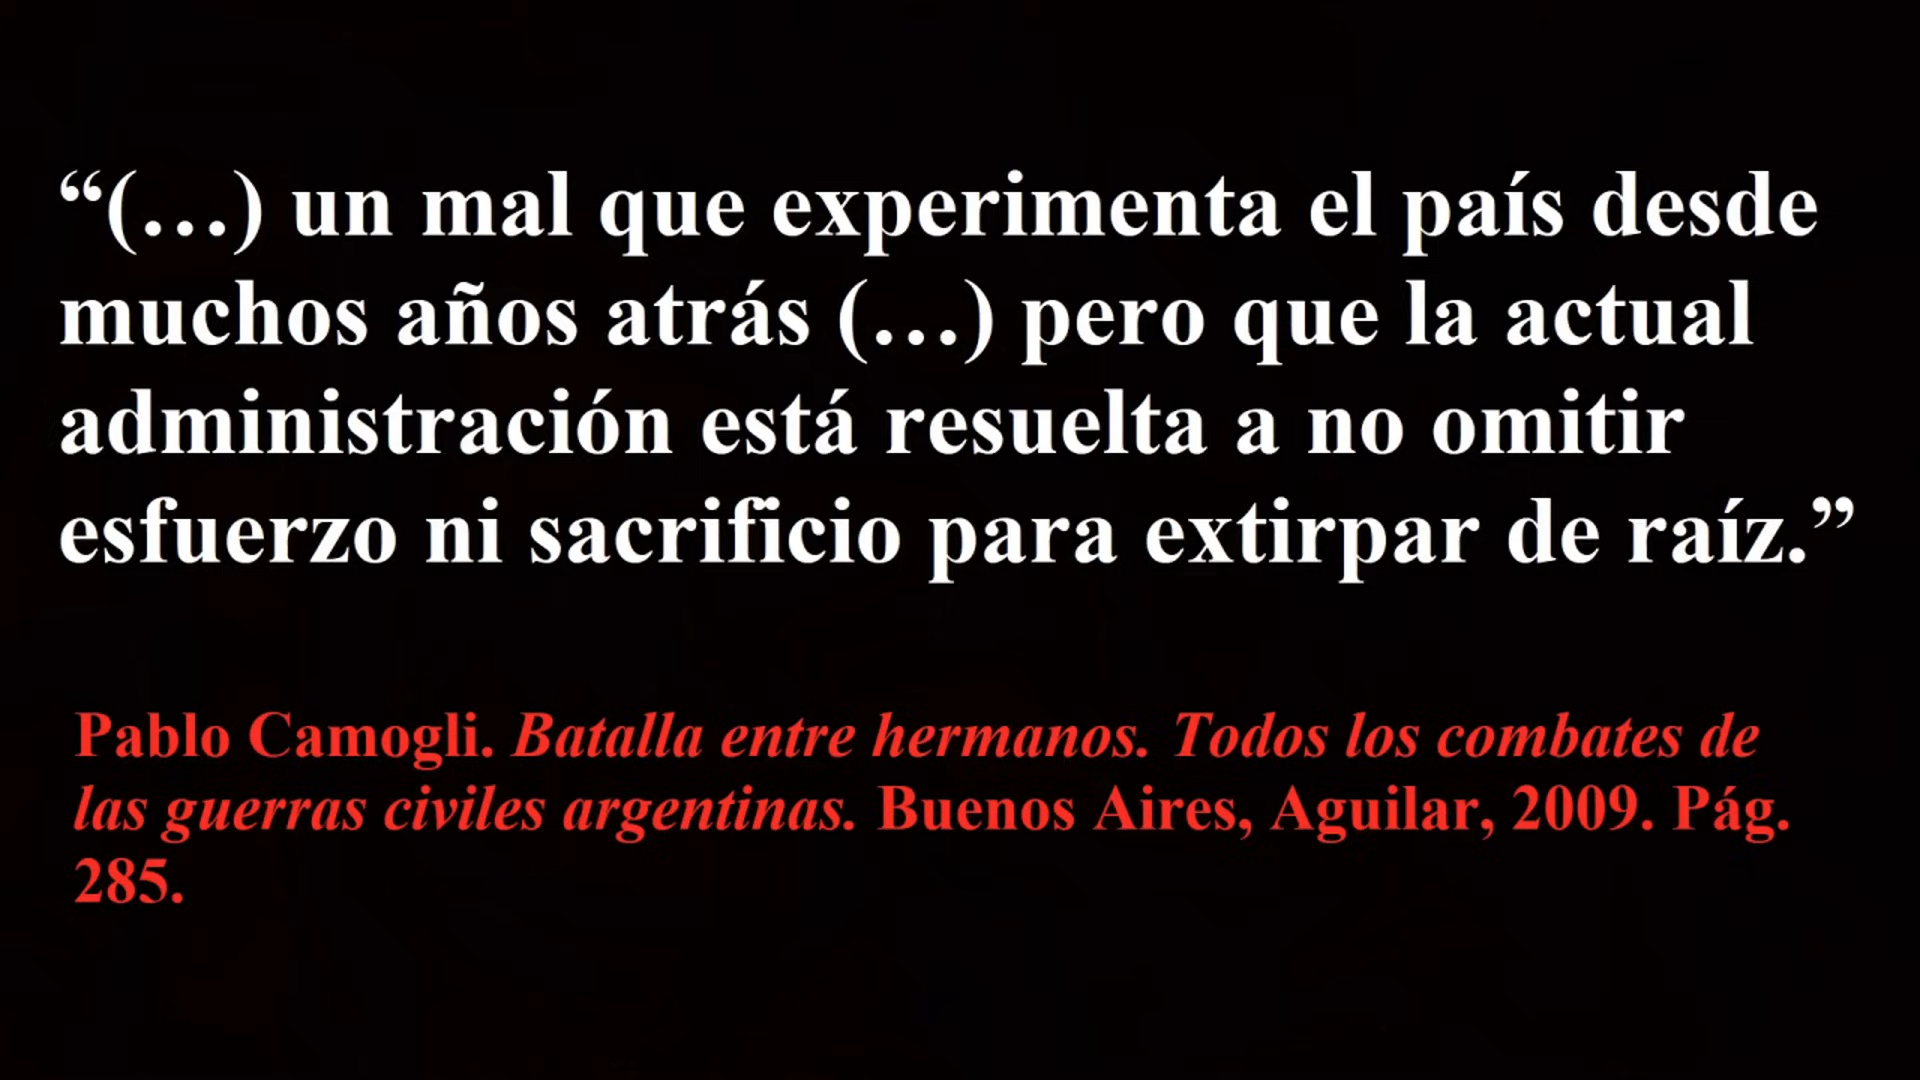 “(…) un mal que experimenta el país desde
muchos años atrás (…) pero que la actual
administración está resuelta a no omitir
esfuerzo ni sacrificio para extirpar de raíz.”
Pablo Camogli. Batalla entre hermanos. Todos los combates de
las guerras civiles argentinas. Buenos Aires, Aguilar, 2009. Pág.
285.